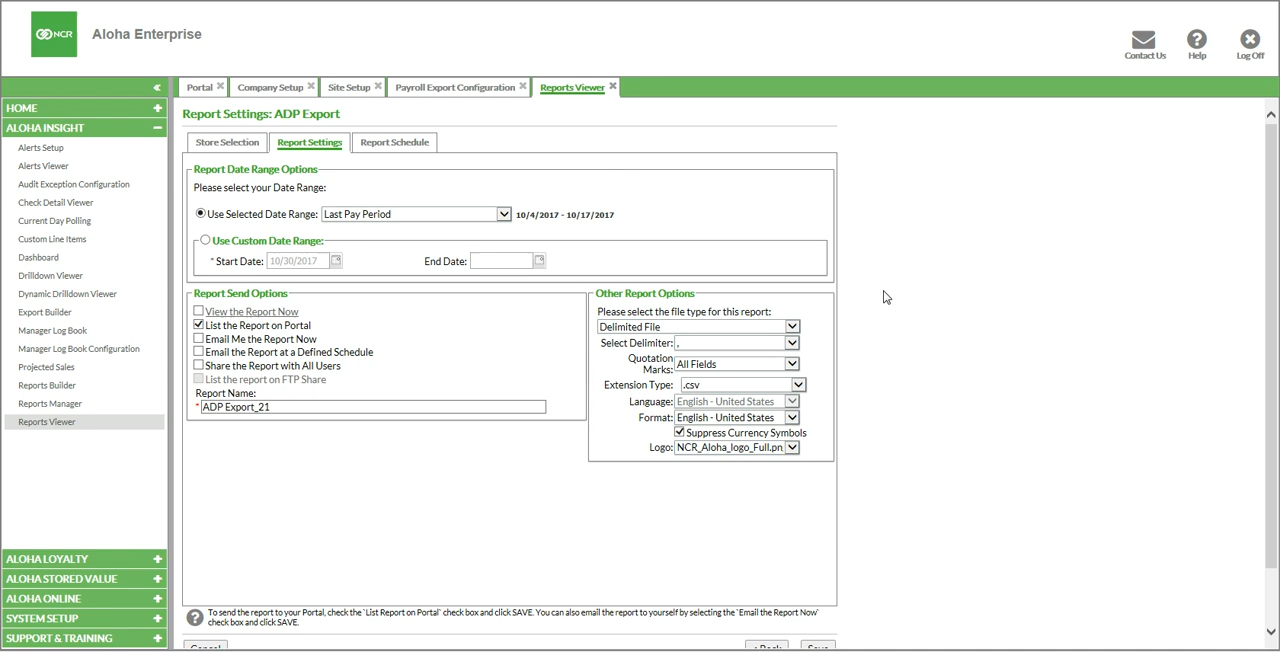 NCR
Aloha Enterprise
Contact Us
Help
Log Off
«
Portal
Company Setup
Site Setup
Payroll Export Configuration
Reports Viewer
HOME
ALOHA INSIGHT
Alerts Setup
Alerts Viewer
Audit Exception Configuration
Check Detail Viewer
Current Day Polling
Custom Line Items
Dashboard
Drilldown Viewer
Dynamic Drilldown Viewer
Export Builder
Manager Log Book
Manager Log Book Configuration
Projected Sales
Reports Builder
Reports Manager
Reports Viewer
ALOHA LOYALTY
ALOHA STORED VALUE
ALOHA ONLINE
SYSTEM SETUP
SUPPORT & TRAINING
Report Settings: ADP Export
Store Selection
Report Settings
Report Schedule
Report Date Range Options
Please select your Date Range:
Use Selected Date Range: Last Pay Period 10/4/2017 - 10/17/2017
Use Custom Date Range:
* Start Date: 10/30/2017 End Date:
Report Send Options
View the Report Now
List the Report on Portal
Email Me the Report Now
Email the Report at a Defined Schedule
Share the Report with All Users
List the report on FTP Share
Report Name:
* ADP Export_21
Other Report Options
Please select the file type for this report:
Delimited File
Select Delimiter: ,
Quotation Marks: All Fields
Extension Type: .csv
Language: English - United States
Format: English - United States
Suppress Currency Symbols
Logo: NCR_Aloha_logo_Full.pn
To send the report to your Portal, check the `List Report on Portal` check box and click SAVE. You can also email the report to yourself by selecting the `Email the Report Now`
check box and click SAVE.
Cancel
‹ Back
Save